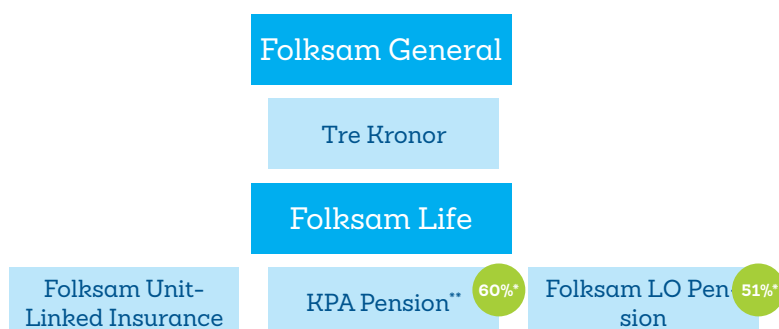 Folksam General
Tre Kronor
Folksam Life
Folksam Unit-
Linked Insurance
KPA Pension**
60%*
Folksam LO Pen-
sion
51%*